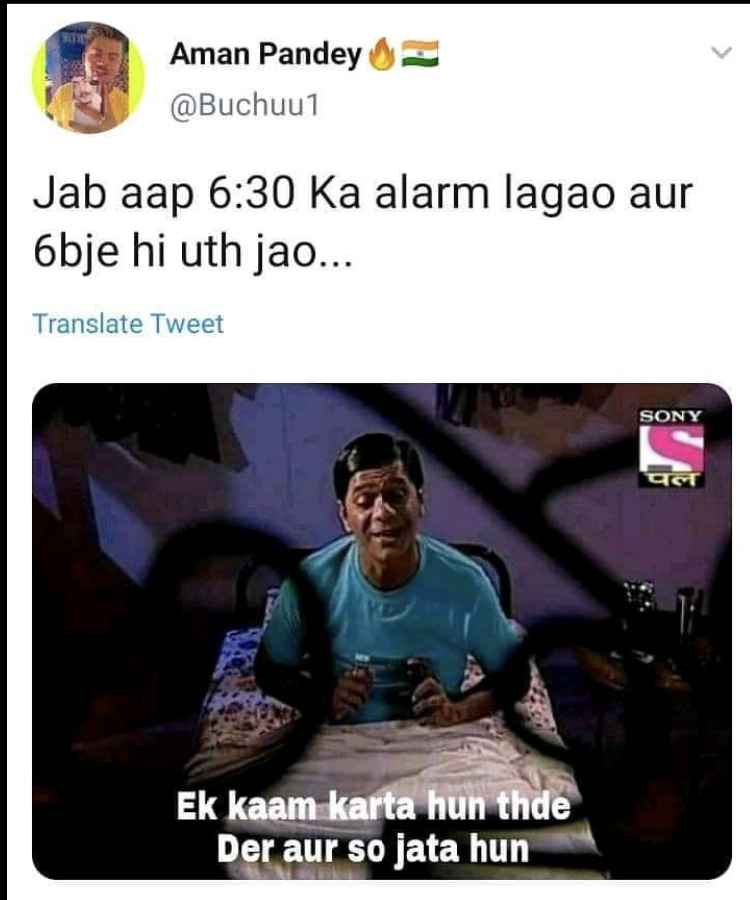 Aman Pandey🔥🇮🇳
@Buchuu1
Jab aap 6:30 Ka alarm lagao aur
6bje hi uth jao...
Translate Tweet
SONY
पल
Ek kaam karta hun thde
Der aur so jata hun